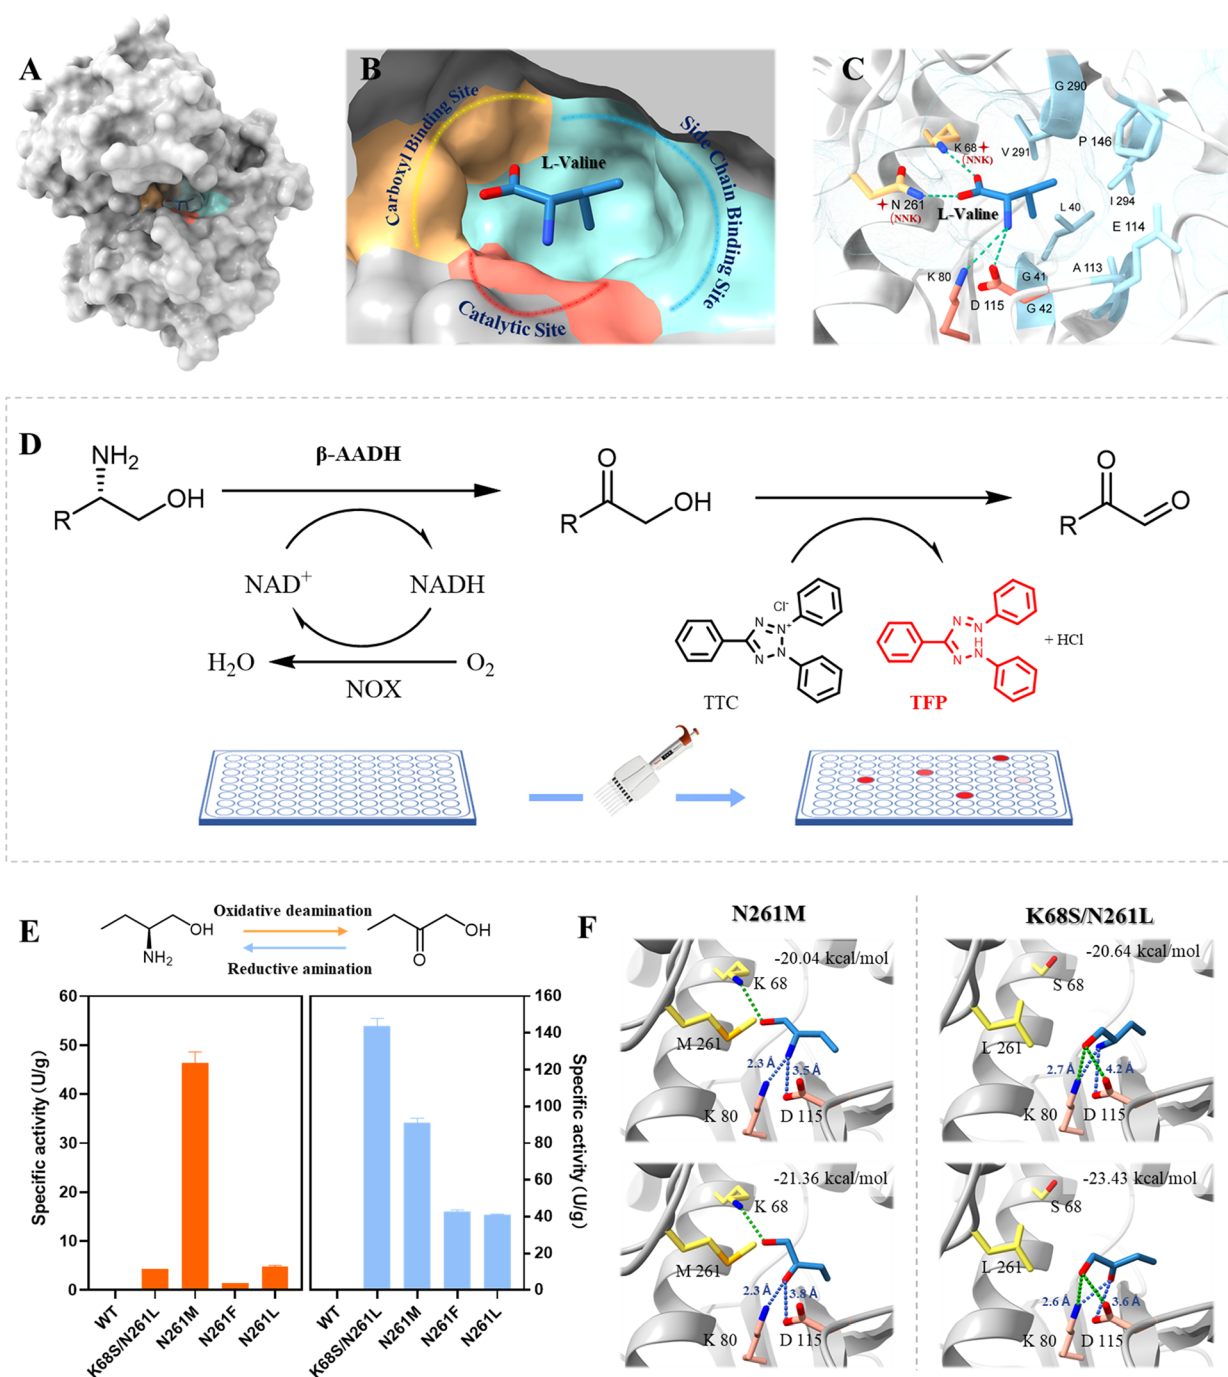 A
B
Carboxyl Binding Site
L-Valine
Side Chain Binding Site
Catalytic Site
C
G 290
K 68
(NNK)
V 291
P 146
N 261
(NNK)
L-Valine
I 294
L 40
E 114
K 80
G 41
A 113
D 115
G 42
D
NH2
OH
R
β-AADH
O
OH
R
O
O
R
NAD+
NADH
H2O
O2
NOX
Cl-
N N+
N N
TTC
N N
H
N N
TFP
+ HCl
E
OH
NH2
Oxidative deamination
Reductive amination
OH
O
Specific activity (U/g)
60
50
40
30
20
10
0
WT
K68S/N261L
N261M
N261F
N261L
160
140
120
100
80
60
40
20
0
Specific activity (U/g)
WT
K68S/N261L
N261M
N261F
N261L
F
N261M
K68S/N261L
-20.04 kcal/mol
K 68
M 261
2.3 Å
3.5 Å
K 80
D 115
-20.64 kcal/mol
S 68
L 261
2.7 Å
4.2 Å
K 80
D 115
-21.36 kcal/mol
K 68
M 261
2.3 Å
3.8 Å
K 80
D 115
-23.43 kcal/mol
S 68
L 261
2.6 Å
3.6 Å
K 80
D 115